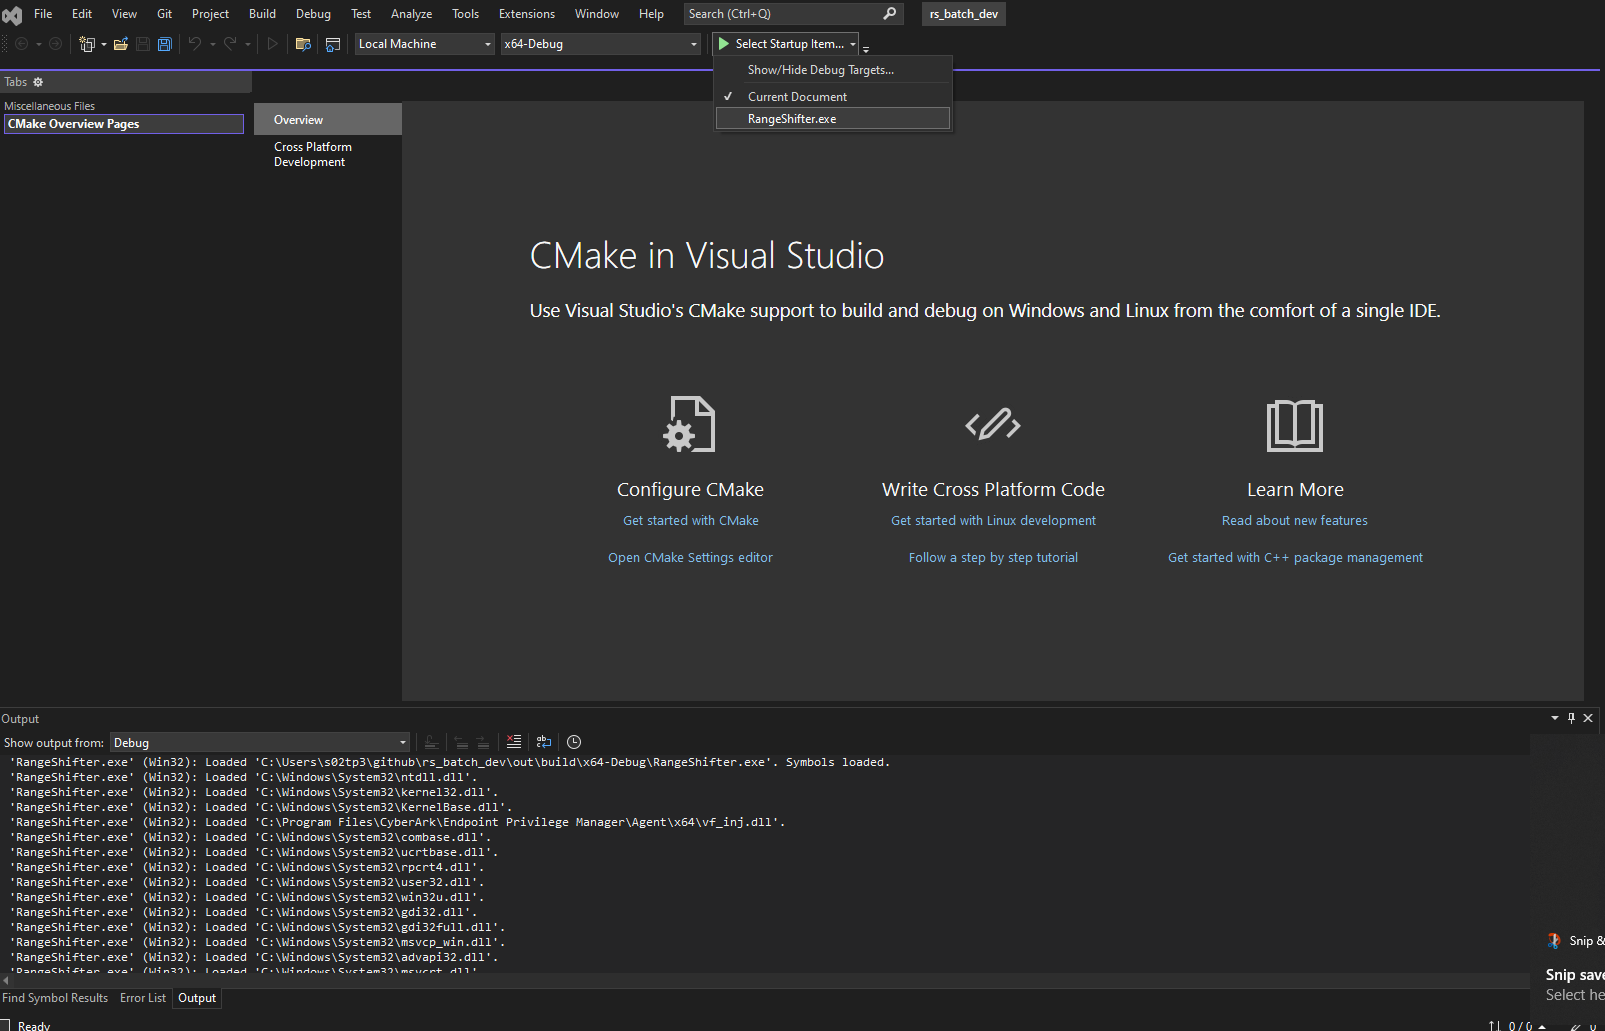 File Edit View Git Project Build Debug Test Analyze Tools Extensions Window Help Search (Ctrl+Q) rs_batch_dev
Local Machine x64-Debug Select Startup Item...
Show/Hide Debug Targets...
Current Document
RangeShifter.exe
Tabs
Miscellaneous Files
CMake Overview Pages
Overview
Cross Platform
Development
CMake in Visual Studio
Use Visual Studio's CMake support to build and debug on Windows and Linux from the comfort of a single IDE.
Configure CMake
Get started with CMake
Open CMake Settings editor
Write Cross Platform Code
Get started with Linux development
Follow a step by step tutorial
Learn More
Read about new features
Get started with C++ package management
Output
Show output from: Debug
'RangeShifter.exe' (Win32): Loaded 'C:\Users\s02tp3\github\rs_batch_dev\out\build\x64-Debug\RangeShifter.exe'. Symbols loaded.
'RangeShifter.exe' (Win32): Loaded 'C:\Windows\System32\ntdll.dll'.
'RangeShifter.exe' (Win32): Loaded 'C:\Windows\System32\kernel32.dll'.
'RangeShifter.exe' (Win32): Loaded 'C:\Windows\System32\KernelBase.dll'.
'RangeShifter.exe' (Win32): Loaded 'C:\Program Files\CyberArk\Endpoint Privilege Manager\Agent\x64\vf_inj.dll'.
'RangeShifter.exe' (Win32): Loaded 'C:\Windows\System32\combase.dll'.
'RangeShifter.exe' (Win32): Loaded 'C:\Windows\System32\ucrtbase.dll'.
'RangeShifter.exe' (Win32): Loaded 'C:\Windows\System32\rpcrt4.dll'.
'RangeShifter.exe' (Win32): Loaded 'C:\Windows\System32\user32.dll'.
'RangeShifter.exe' (Win32): Loaded 'C:\Windows\System32\win32u.dll'.
'RangeShifter.exe' (Win32): Loaded 'C:\Windows\System32\gdi32.dll'.
'RangeShifter.exe' (Win32): Loaded 'C:\Windows\System32\gdi32full.dll'.
'RangeShifter.exe' (Win32): Loaded 'C:\Windows\System32\msvcp_win.dll'.
'RangeShifter.exe' (Win32): Loaded 'C:\Windows\System32\advapi32.dll'.
'RangeShifter.exe' (Win32): Loaded 'C:\Windows\System32\msvcrt.dll'.
Snip &
Snip save
Select he
Find Symbol Results Error List Output
Ready 0 / 0 0